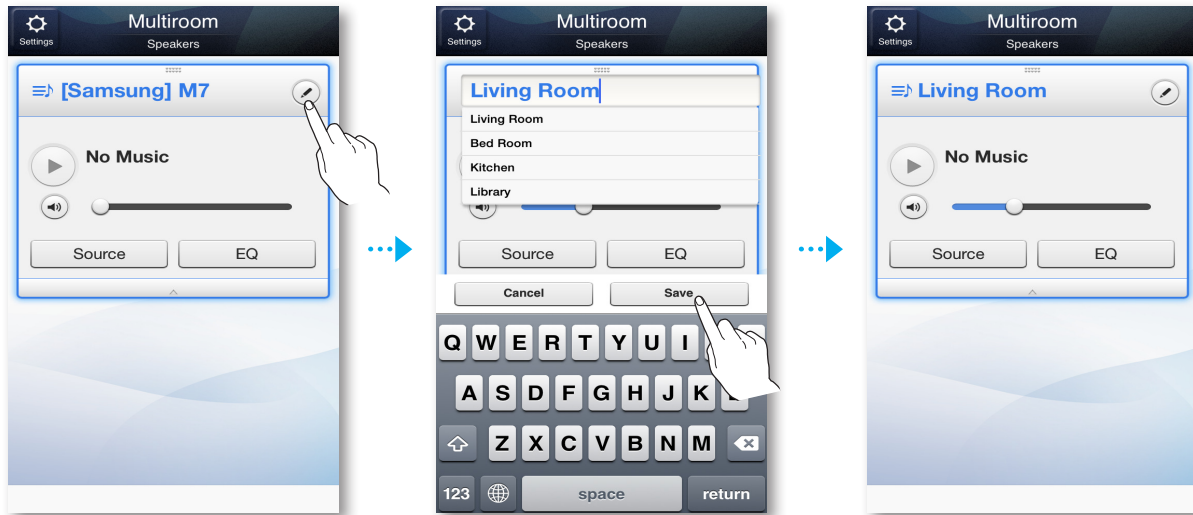 Multiroom
Settings
Speakers
[Samsung] M7
No Music
Source EQ
Multiroom
Settings
Speakers
Living Room
Living Room
Bed Room
Kitchen
Library
Source EQ
Cancel Save
Q W E R T Y U I
A S D F G H J K
Z X C V B N M
123 space return
Multiroom
Settings
Speakers
Living Room
No Music
Source EQ